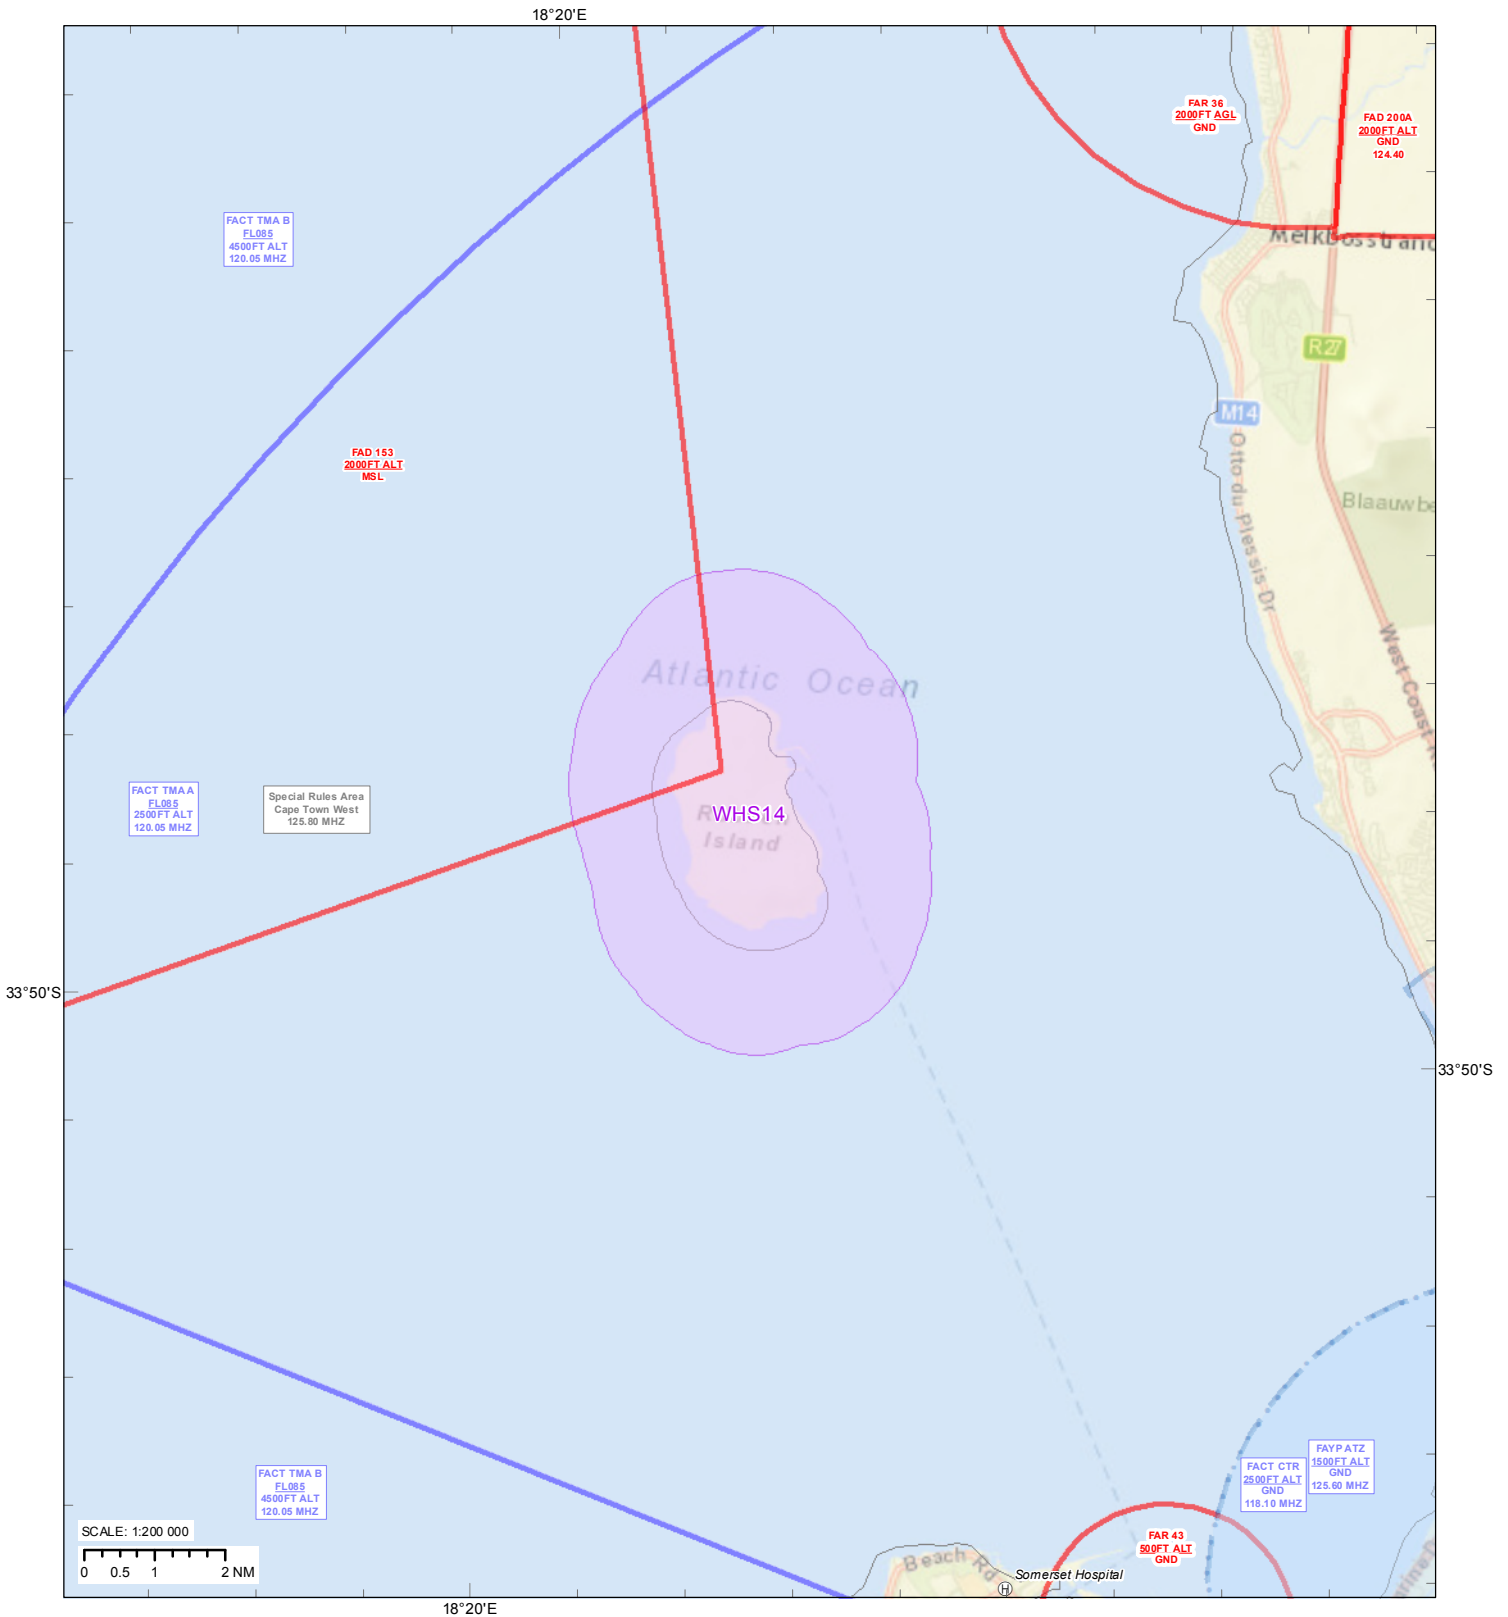 18°20'E
FAR 36
2000FT AGL
GND
FAD 200A
2000FT ALT
GND
124.40
FACT TMA B
FL085
4500FT ALT
120.05 MHZ
R27
M14
Otto du Plessis Dr
FAD 153
2000FT ALT
MSL
West Coast
Atlantic Ocean
FACT TMA A
FL085
2500FT ALT
120.05 MHZ
Special Rules Area
Cape Town West
125.80 MHZ
WHS14
Island
33°50'S
33°50'S
FACT TMA B
FL085
4500FT ALT
120.05 MHZ
FACT CTR
2500FT ALT
GND
118.10 MHZ
FAYP ATZ
1500FT ALT
GND
125.60 MHZ
FAR 43
500FT ALT
GND
SCALE: 1:200 000
0 0.5 1 2 NM
Beach Rd
H
Somerset Hospital
18°20'E